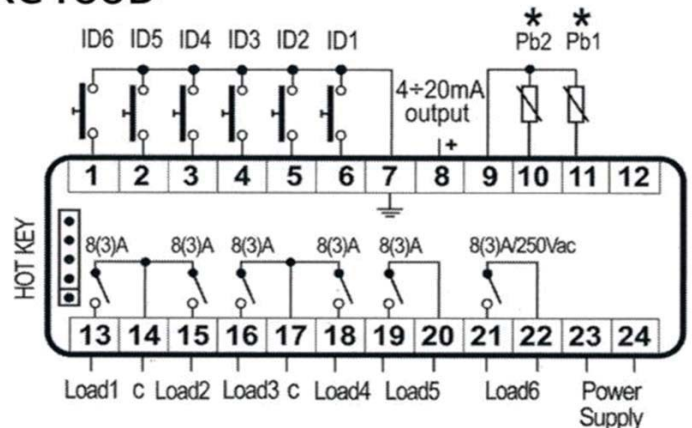 ID6 ID5 ID4 ID3 ID2 ID1
* *
Pb2 Pb1
4÷20mA
output
+
1 2 3 4 5 6 7 8 9 10 11 12
HOT KEY
8(3)A 8(3)A 8(3)A 8(3)A 8(3)A 8(3)A/250Vac
13 14 15 16 17 18 19 20 21 22 23 24
Load1 C Load2 Load3 C Load4 Load5 Load6 Power
Supply